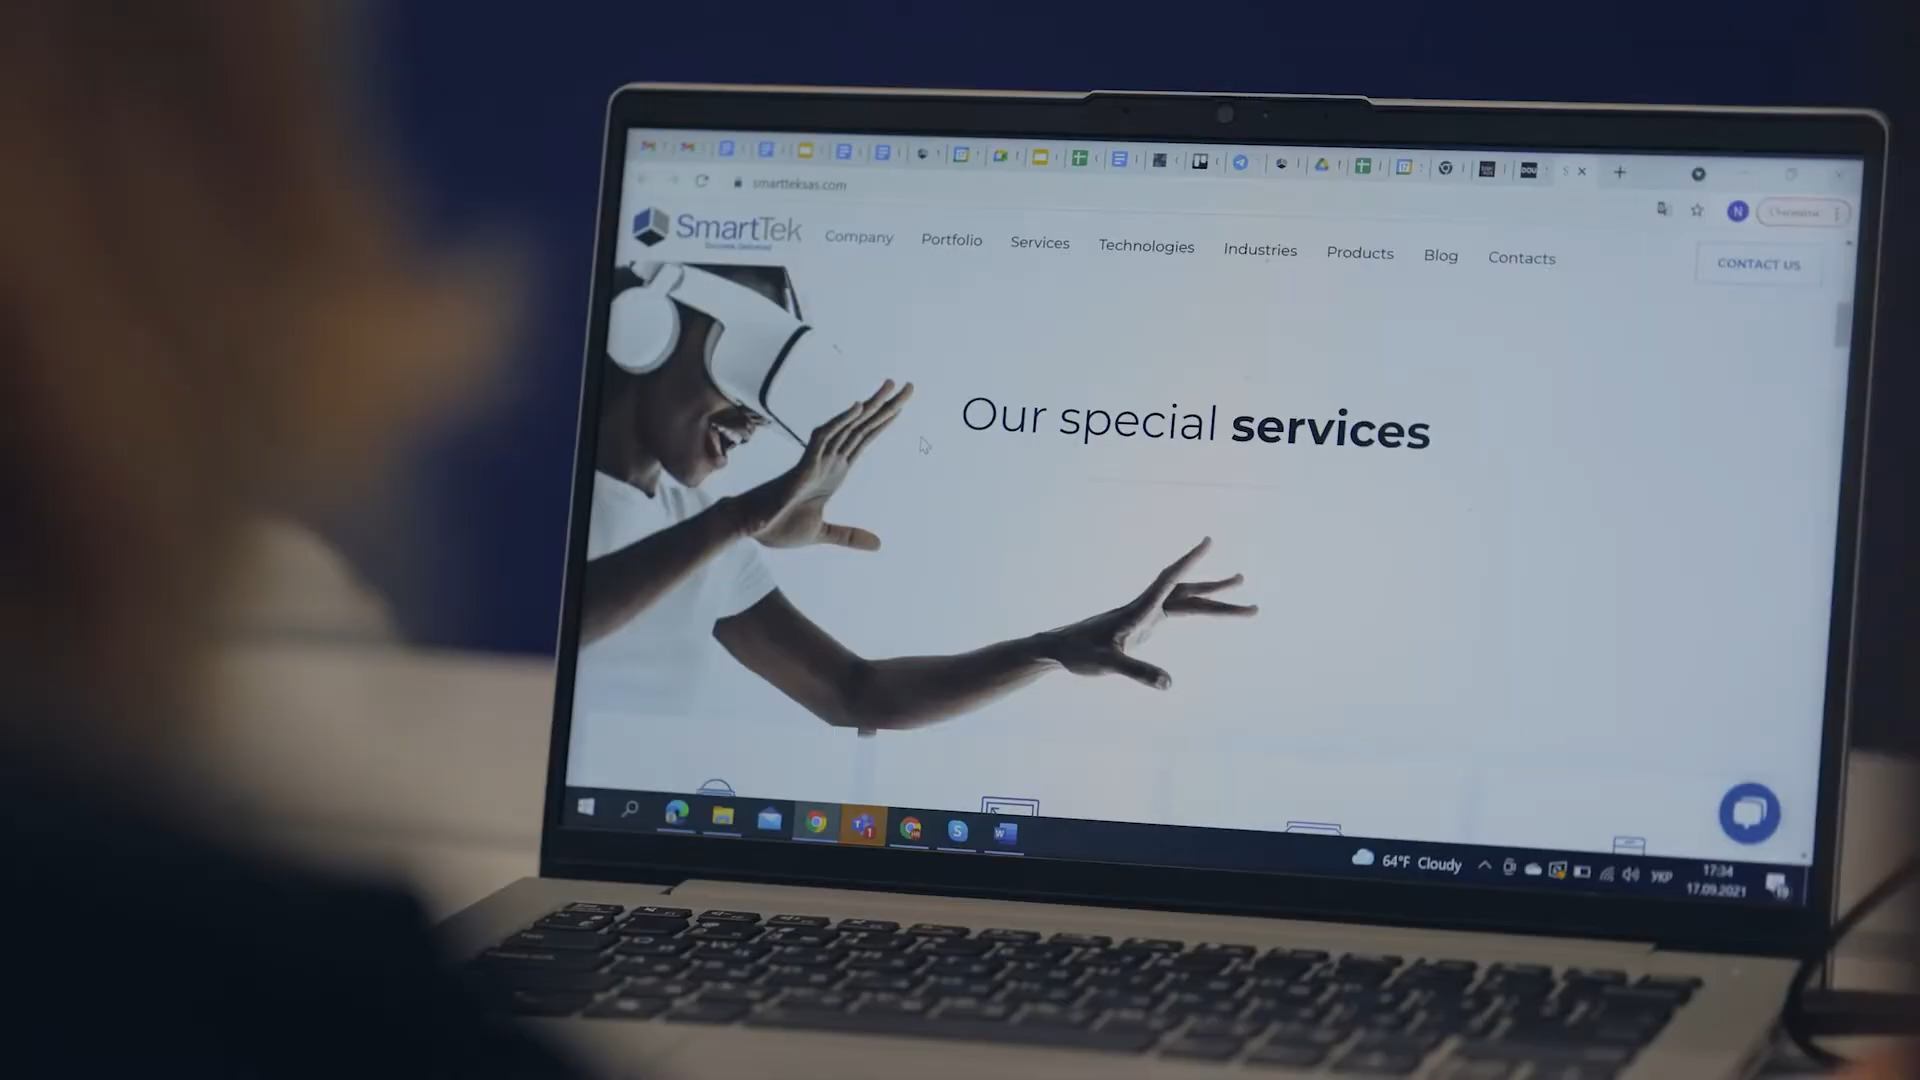 smartteksas.com
SmartTek
Company Portfolio Services Technologies Industries Products Blog Contacts
CONTACT US
Our special services
64°F Cloudy
УКР
17:34
17.09.2021